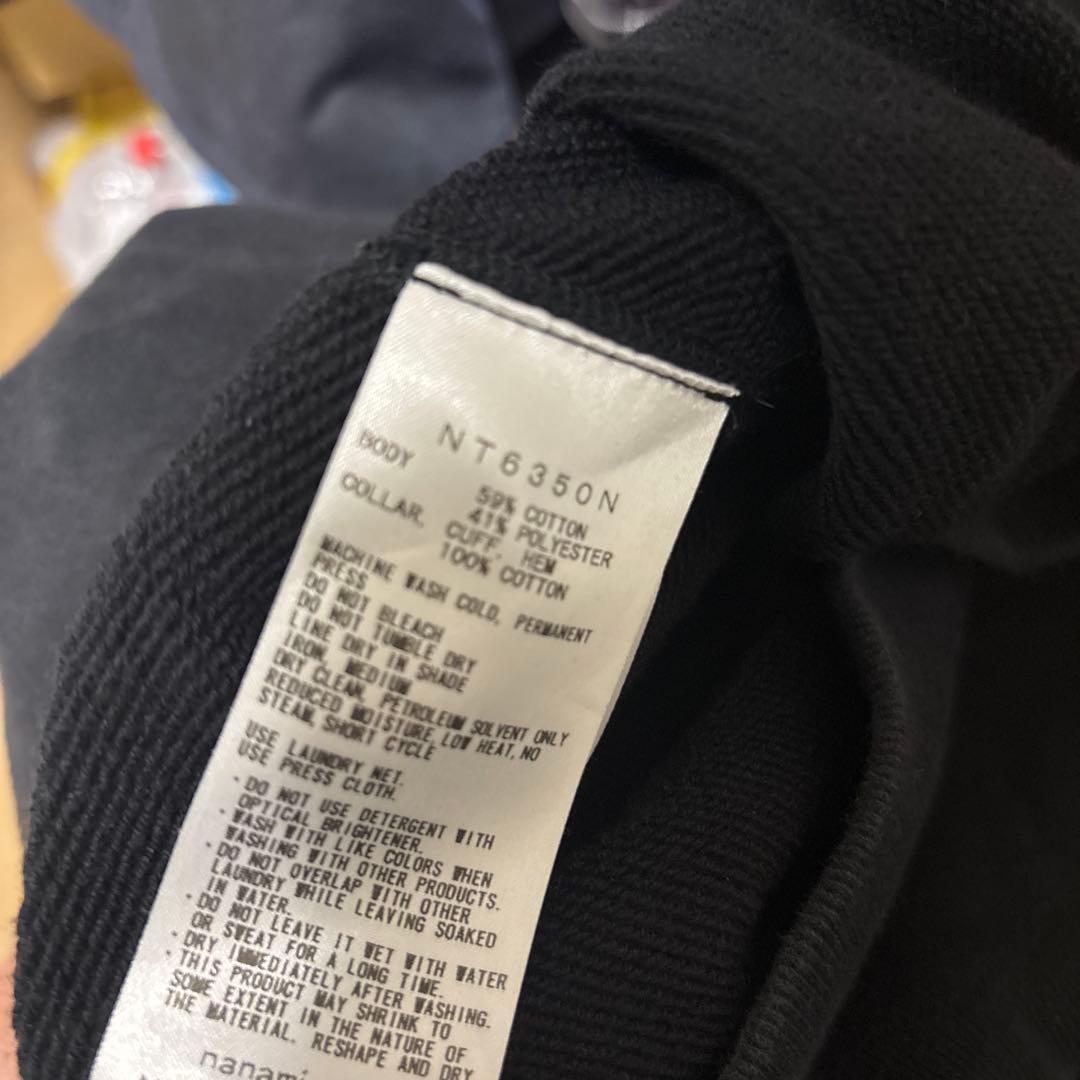 NT6350N
BODY 59% COTTON
41% POLYESTER
COLLAR, CUFF, HEM
100% COTTON
MACHINE WASH COLD, PERMANENT
PRESS
DO NOT BLEACH
DO NOT TUMBLE DRY
LINE DRY IN SHADE
IRON, MEDIUM
DRY CLEAN, PETROLEUM SOLVENT ONLY
REDUCED MOISTURE, LOW HEAT, NO
STEAM, SHORT CYCLE
USE LAUNDRY NET.
USE PRESS CLOTH.
· DO NOT USE DETERGENT WITH
OPTICAL BRIGHTENER.
· WASH WITH LIKE COLORS WHEN
WASHING WITH OTHER PRODUCTS.
· DO NOT OVERLAP WITH OTHER
LAUNDRY WHILE LEAVING SOAKED
IN WATER.
· DO NOT LEAVE IT WET WITH WATER
OR SWEAT FOR A LONG TIME.
· DRY IMMEDIATELY AFTER WASHING.
· THIS PRODUCT MAY SHRINK TO
SOME EXTENT IN THE NATURE OF
THE MATERIAL. RESHAPE AND DRY
nanami